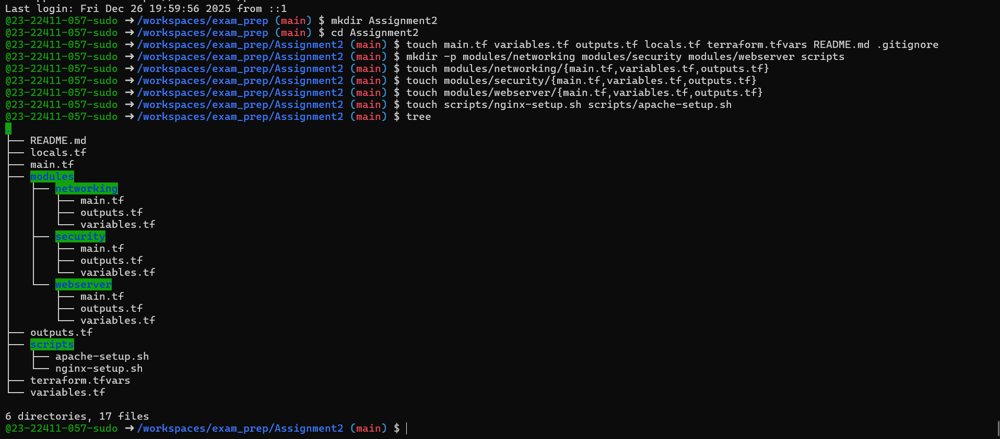 Last login: Fri Dec 26 19:59:56 2025 from ::1
@23-22411-057-sudo ➜ /workspaces/exam_prep (main) $ mkdir Assignment2
@23-22411-057-sudo ➜ /workspaces/exam_prep (main) $ cd Assignment2
@23-22411-057-sudo ➜ /workspaces/exam_prep/Assignment2 (main) $ touch main.tf variables.tf outputs.tf locals.tf terraform.tfvars README.md .gitignore
@23-22411-057-sudo ➜ /workspaces/exam_prep/Assignment2 (main) $ mkdir -p modules/networking modules/security modules/webserver scripts
@23-22411-057-sudo ➜ /workspaces/exam_prep/Assignment2 (main) $ touch modules/networking/{main.tf,variables.tf,outputs.tf}
@23-22411-057-sudo ➜ /workspaces/exam_prep/Assignment2 (main) $ touch modules/security/{main.tf,variables.tf,outputs.tf}
@23-22411-057-sudo ➜ /workspaces/exam_prep/Assignment2 (main) $ touch modules/webserver/{main.tf,variables.tf,outputs.tf}
@23-22411-057-sudo ➜ /workspaces/exam_prep/Assignment2 (main) $ touch scripts/nginx-setup.sh scripts/apache-setup.sh
@23-22411-057-sudo ➜ /workspaces/exam_prep/Assignment2 (main) $ tree
.
├── README.md
├── locals.tf
├── main.tf
├── modules
│   ├── networking
│   │   ├── main.tf
│   │   ├── outputs.tf
│   │   └── variables.tf
│   ├── security
│   │   ├── main.tf
│   │   ├── outputs.tf
│   │   └── variables.tf
│   └── webserver
│       ├── main.tf
│       ├── outputs.tf
│       └── variables.tf
├── outputs.tf
├── scripts
│   ├── apache-setup.sh
│   └── nginx-setup.sh
├── terraform.tfvars
└── variables.tf

6 directories, 17 files
@23-22411-057-sudo ➜ /workspaces/exam_prep/Assignment2 (main) $